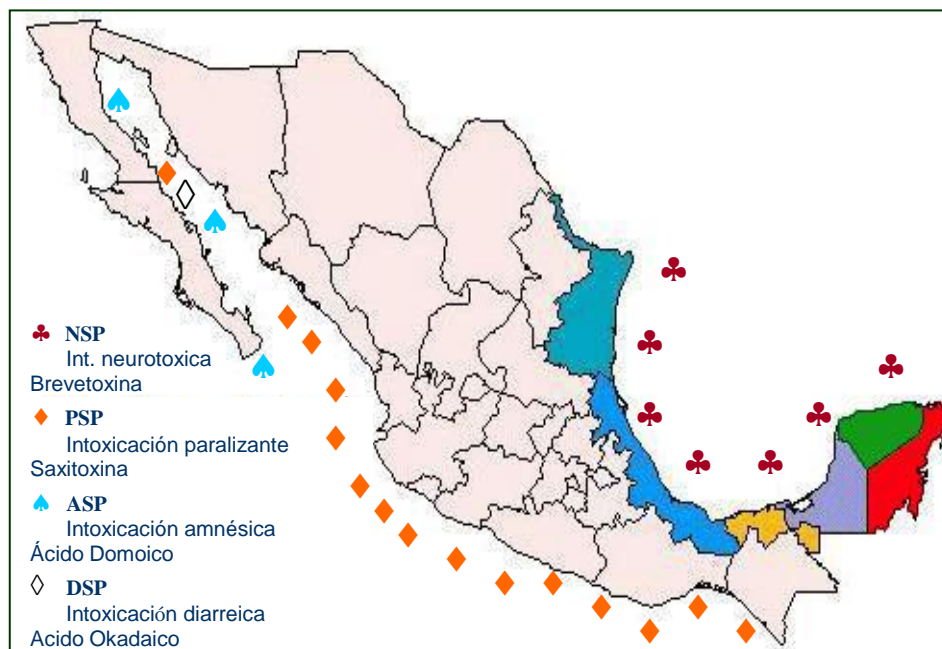 NSP
Int. neurotoxica
Brevetoxina
PSP
Intoxicación paralizante
Saxitoxina
ASP
Intoxicación amnésica
Ácido Domoico
DSP
Intoxicación diarreica
Acido Okadaico